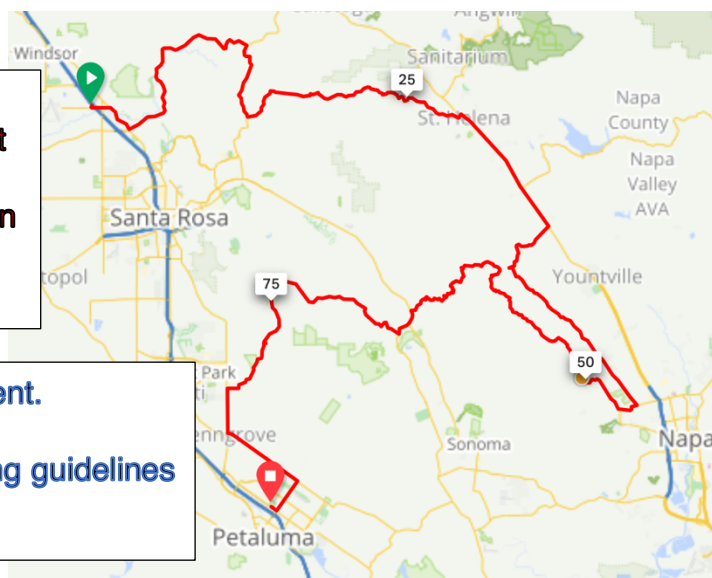 Windsor
Sanitarium
25
Napa
County
St. Helena
Napa
Valley
AVA
Santa Rosa
75
Yountville
50
Park
ent.
Sonoma
Napa
ng guidelines
Petaluma